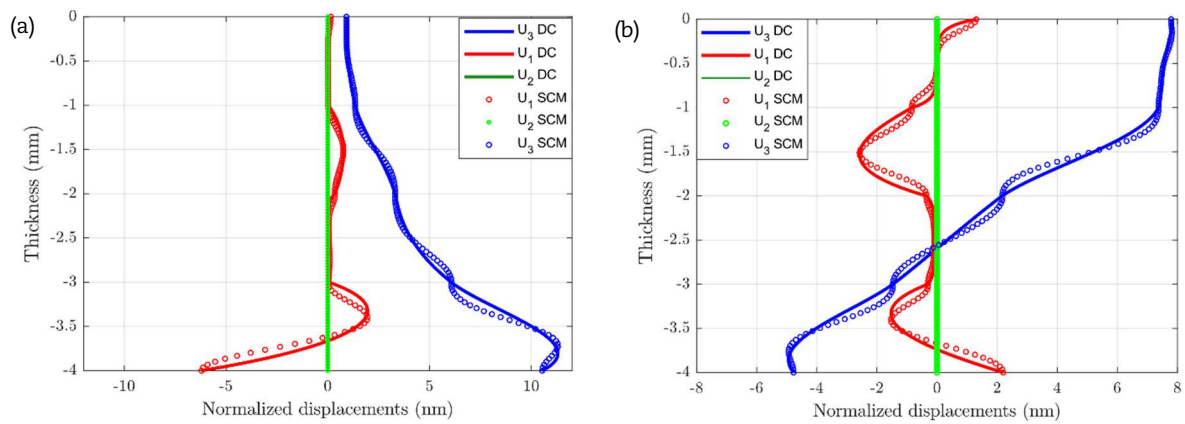 (a)
0
-0.5
-1
-1.5
-2
-2.5
-3
-3.5
-4
Thickness (mm)
-10
-5
0
5
10
Normalized displacements (nm)
U3 DC
U1 DC
U2 DC
U1 SCM
U2 SCM
U3 SCM
(b)
0
-0.5
-1
-1.5
-2
-2.5
-3
-3.5
-4
Thickness (mm)
-8
-6
-4
-2
0
2
4
6
8
Normalized displacements (nm)
U3 DC
U1 DC
U2 DC
U1 SCM
U2 SCM
U3 SCM